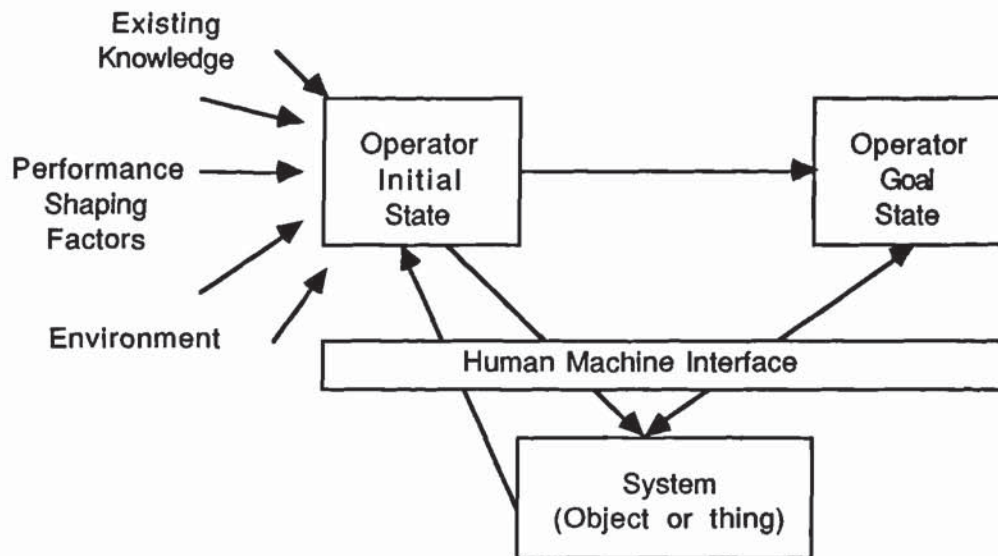 Existing
Knowledge
Performance
Shaping
Factors
Environment
Operator
Initial
State
Operator
Goal
State
Human Machine Interface
System
(Object or thing)